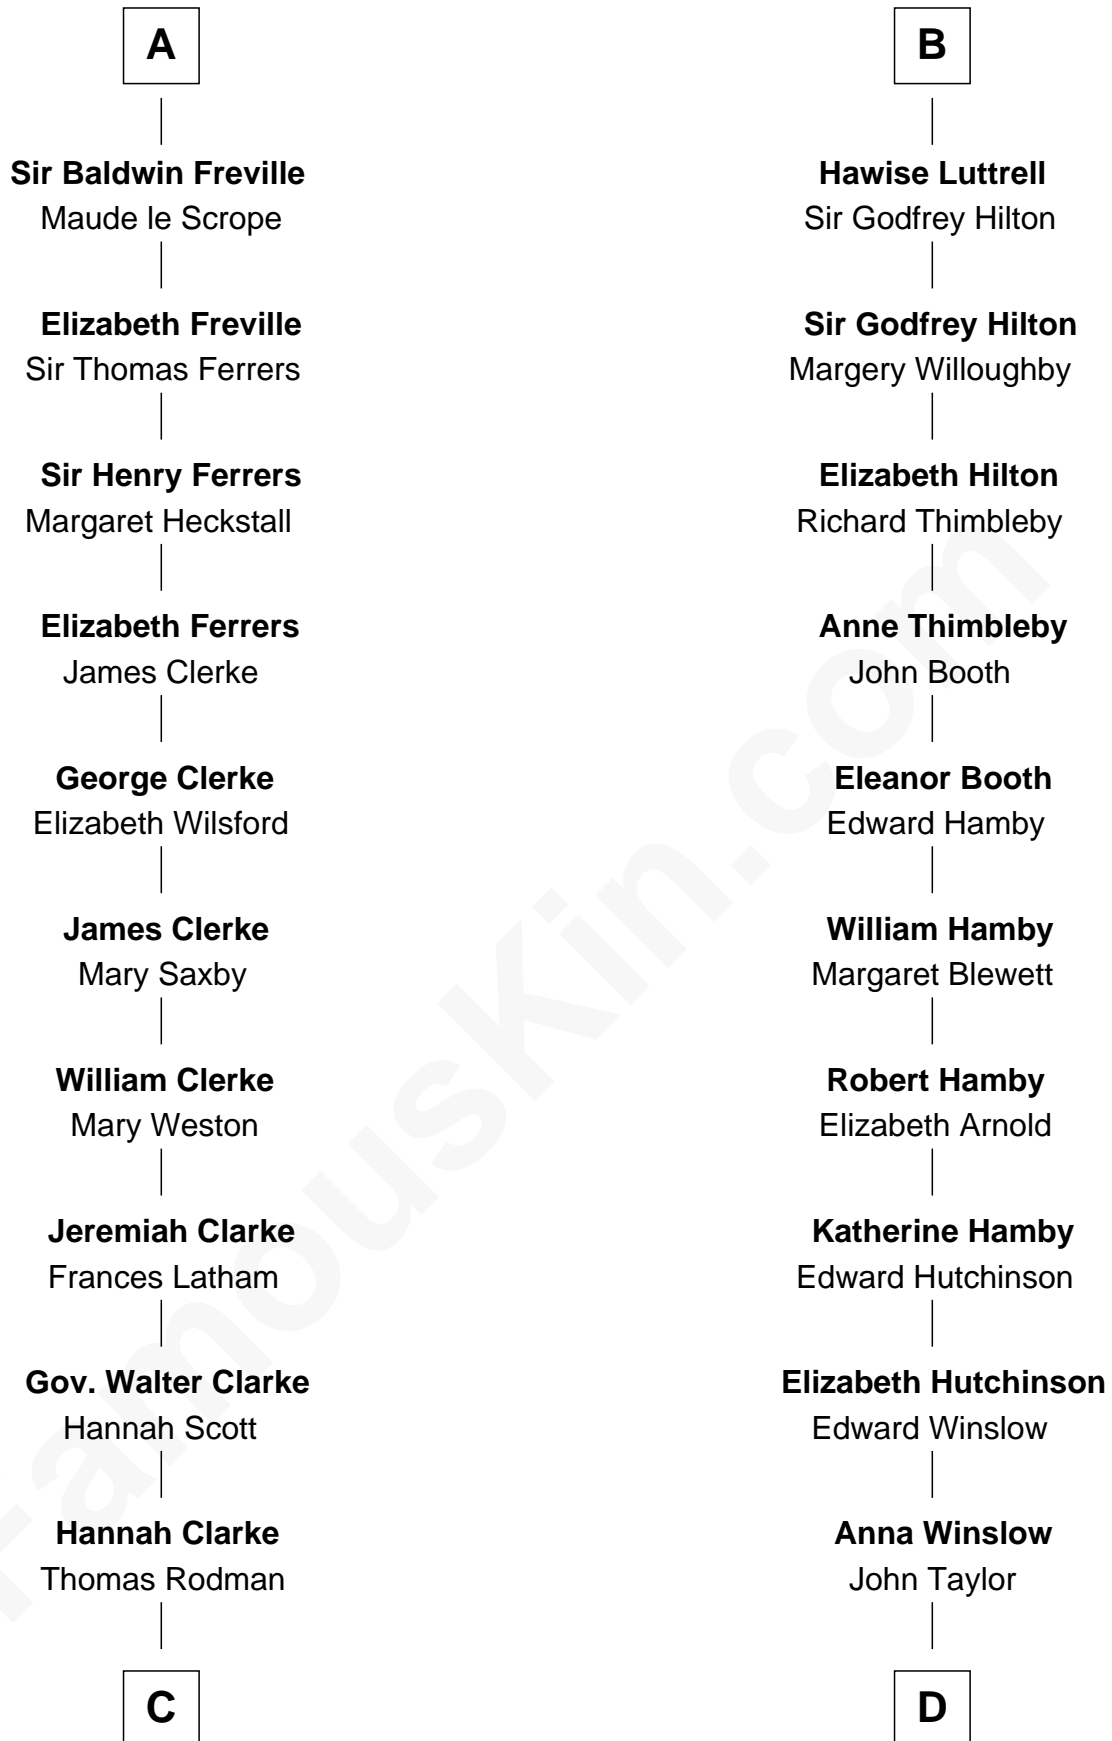 A
Sir Baldwin Freville
Maude le Scrope
Elizabeth Freville
Sir Thomas Ferrers
Sir Henry Ferrers
Margaret Heckstall
Elizabeth Ferrers
James Clerke
George Clerke
Elizabeth Wilsford
James Clerke
Mary Saxby
William Clerke
Mary Weston
Jeremiah Clarke
Frances Latham
Gov. Walter Clarke
Hannah Scott
Hannah Clarke
Thomas Rodman
C
B
Hawise Luttrell
Sir Godfrey Hilton
Sir Godfrey Hilton
Margery Willoughby
Elizabeth Hilton
Richard Thimbleby
Anne Thimbleby
John Booth
Eleanor Booth
Edward Hamby
William Hamby
Margaret Blewett
Robert Hamby
Elizabeth Arnold
Katherine Hamby
Edward Hutchinson
Elizabeth Hutchinson
Edward Winslow
Anna Winslow
John Taylor
D
FamousKin.com